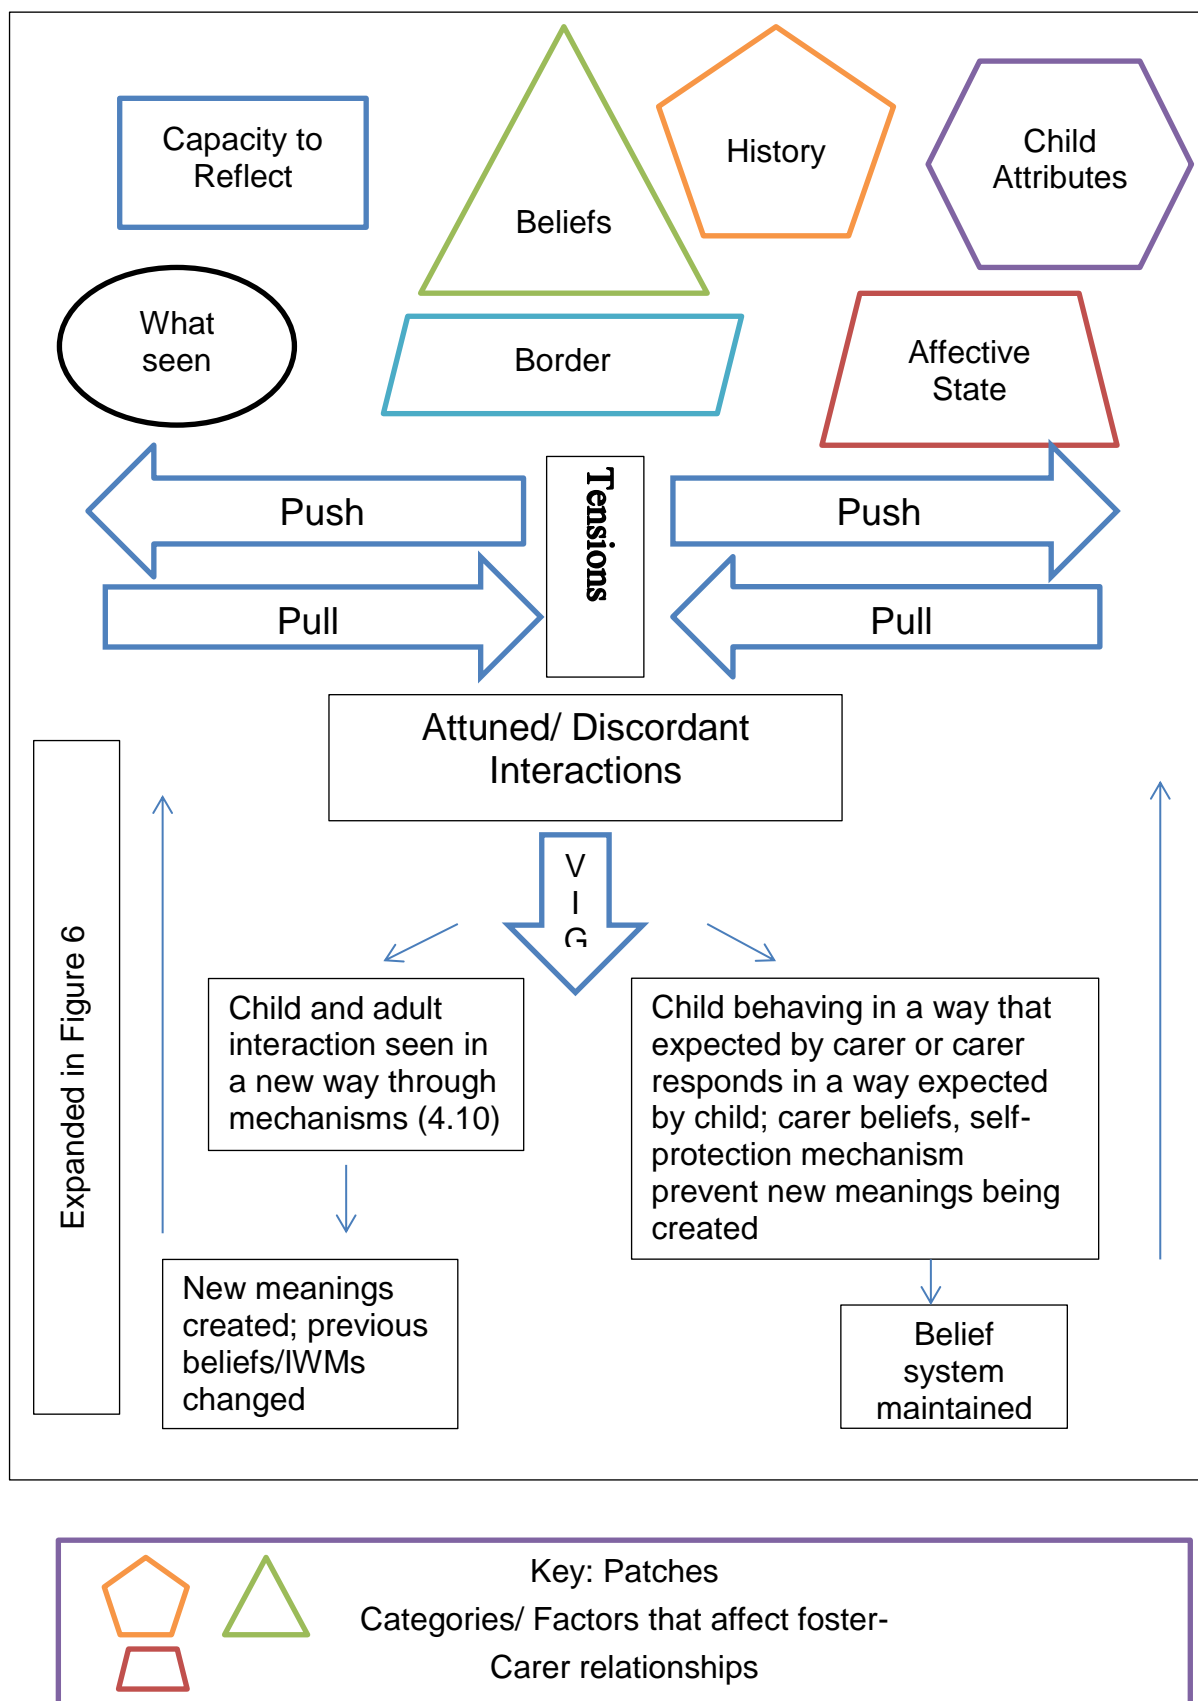 Capacity to
Reflect
Beliefs
History
Child
Attributes
What
seen
Border
Affective
State
Tensions
Push
Push
Pull
Pull
Attuned/ Discordant
Interactions
V
I
G
Expanded in Figure 6
Child and adult
interaction seen in
a new way through
mechanisms (4.10)
Child behaving in a way that
expected by carer or carer
responds in a way expected
by child; carer beliefs, self-
protection mechanism
prevent new meanings being
created
New meanings
created; previous
beliefs/IWMs
changed
Belief
system
maintained
Key: Patches
Categories/ Factors that affect foster-
Carer relationships